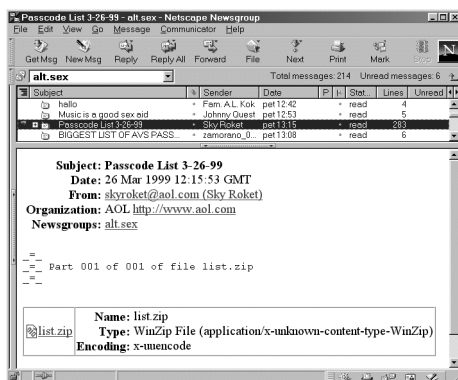 Passcode List 3-26-99 - alt.sex - Netscape Newsgroup
File Edit View Go Message Communicator Help
Get Msg New Msg Reply Reply All Forward File Next Print Mark Stop N
alt.sex Total messages: 214 Unread messages: 6
Subject Sender Date P Stat... Lines Unread
hallo Fam. A.L. Kok pet 12:42 read 4
Music is a good sex aid Johnny Quest pet 12:53 read 5
Passcode List 3-26-99 Sky Roket pet 13:15 read 283
BIGGEST LIST OF AVS PASS... zamorano_0... pet 13:08 read 6
Subject: Passcode List 3-26-99
Date: 26 Mar 1999 12:15:53 GMT
From: skyroket@aol.com (Sky Roket)
Organization: AOL http://www.aol.com
Newsgroups: alt.sex
_=_
_=_ Part 001 of 001 of file list.zip
_=_
list.zip
Name: list.zip
Type: WinZip File (application/x-unknown-content-type-WinZip)
Encoding: x-uuencode